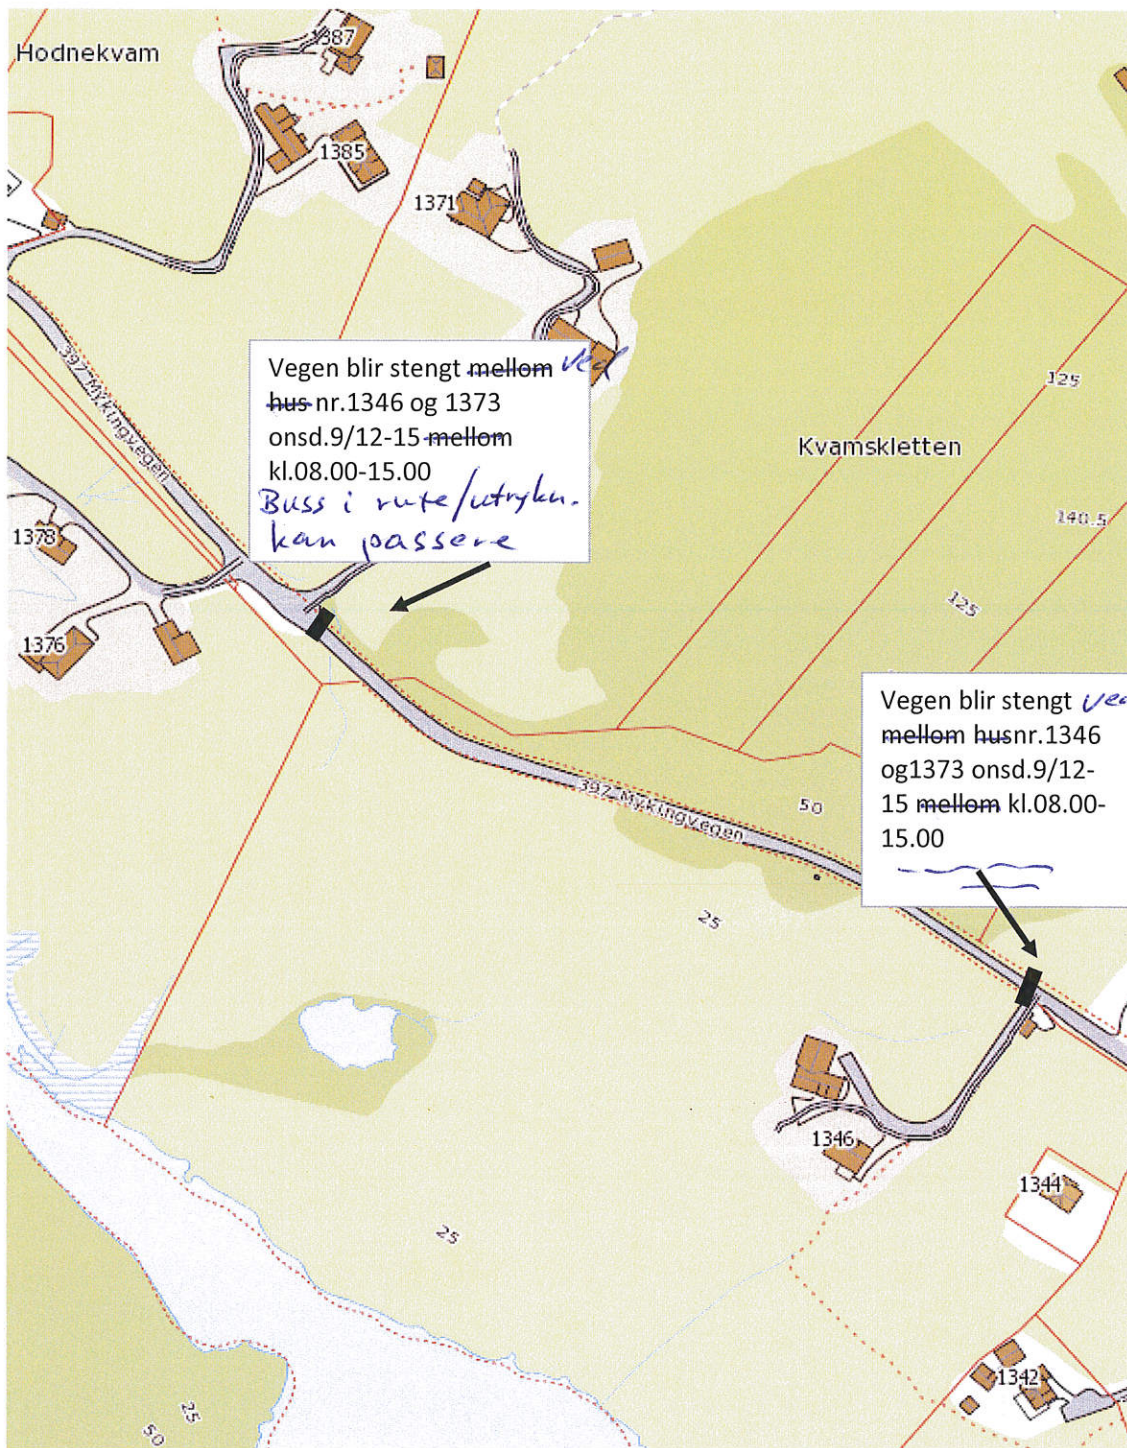 Hodnekvam
1387
1385
1371
397 Mykingvegen
Vegen blir stengt mellom ved
hus nr.1346 og 1373
onsd.9/12-15 mellom
kl.08.00-15.00
Buss i rute/utrykn.
kan passere
125
Kvamskletten
140.5
125
1378
1376
Vegen blir stengt ved
mellom husnr.1346
og1373 onsd.9/12-
15 mellom kl.08.00-
15.00
397 Mykingvegen
50
25
1346
1344
25
1342
25
50